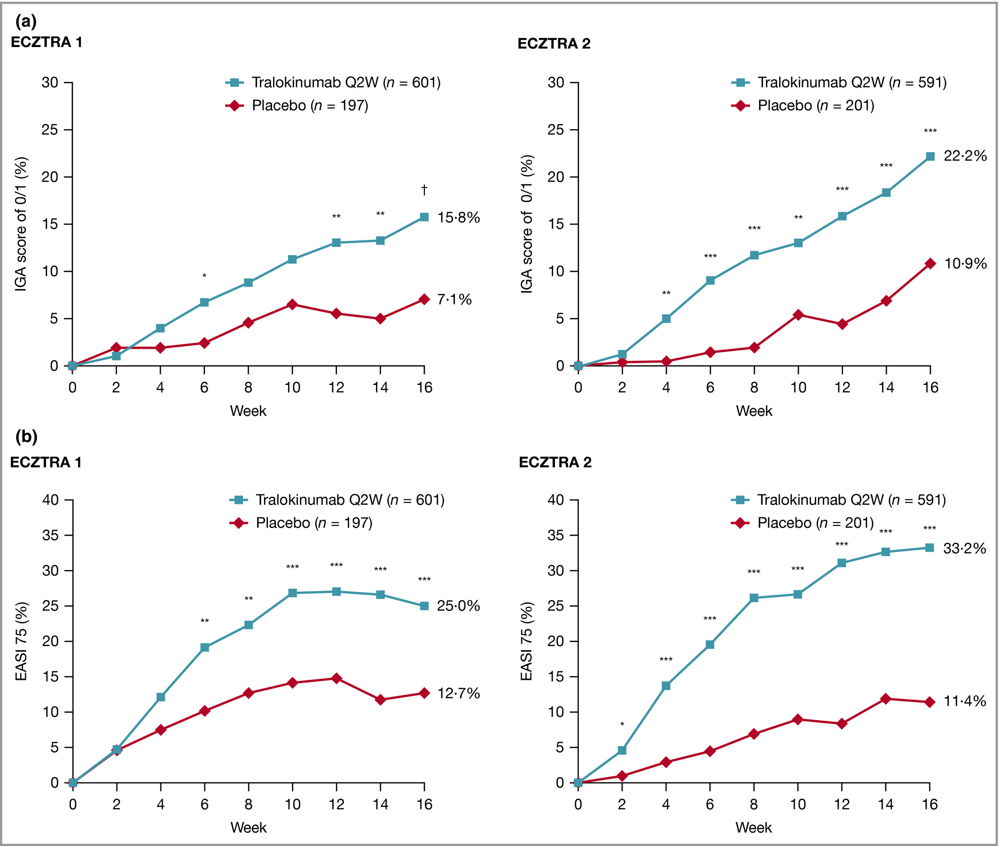 (a)
ECZTRA 1
Tralokinumab Q2W (n = 601)
Placebo (n = 197)
IGA score of 0/1 (%)
30
25
20
15
10
5
0
*
**
**
†
15·8%
7·1%
0 2 4 6 8 10 12 14 16
Week
ECZTRA 2
Tralokinumab Q2W (n = 591)
Placebo (n = 201)
IGA score of 0/1 (%)
30
25
20
15
10
5
0
**
***
***
**
***
***
***
22·2%
10·9%
0 2 4 6 8 10 12 14 16
Week
(b)
ECZTRA 1
Tralokinumab Q2W (n = 601)
Placebo (n = 197)
EASI 75 (%)
40
35
30
25
20
15
10
5
0
**
**
***
***
***
***
25·0%
12·7%
0 2 4 6 8 10 12 14 16
Week
ECZTRA 2
Tralokinumab Q2W (n = 591)
Placebo (n = 201)
EASI 75 (%)
40
35
30
25
20
15
10
5
0
*
***
***
***
***
***
***
***
33·2%
11·4%
0 2 4 6 8 10 12 14 16
Week